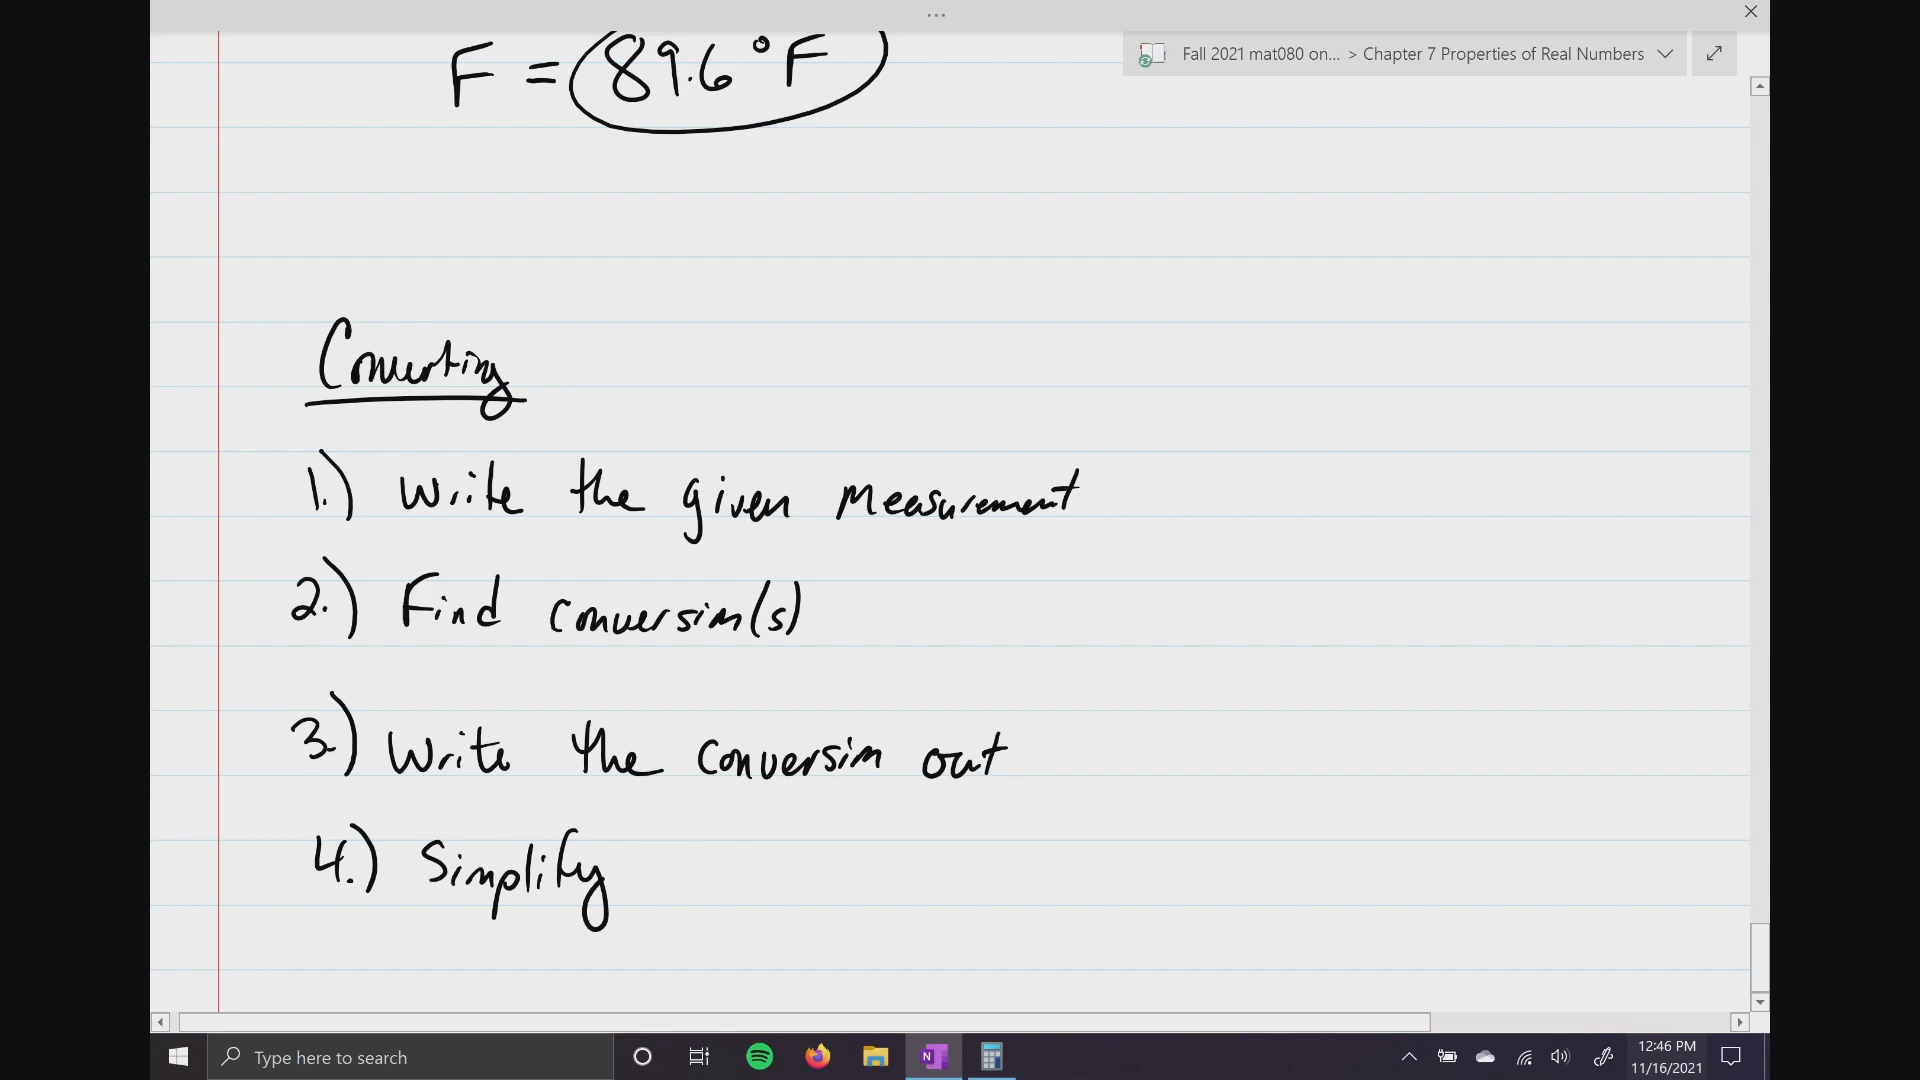 ...
F = 89.6°F
Fall 2021 mat080 on... > Chapter 7 Properties of Real Numbers
Converting
1.) Write the given measurement
2.) Find conversion(s)
3.) Write the conversion out
4.) Simplify
Type here to search
N
12:46 PM
11/16/2021